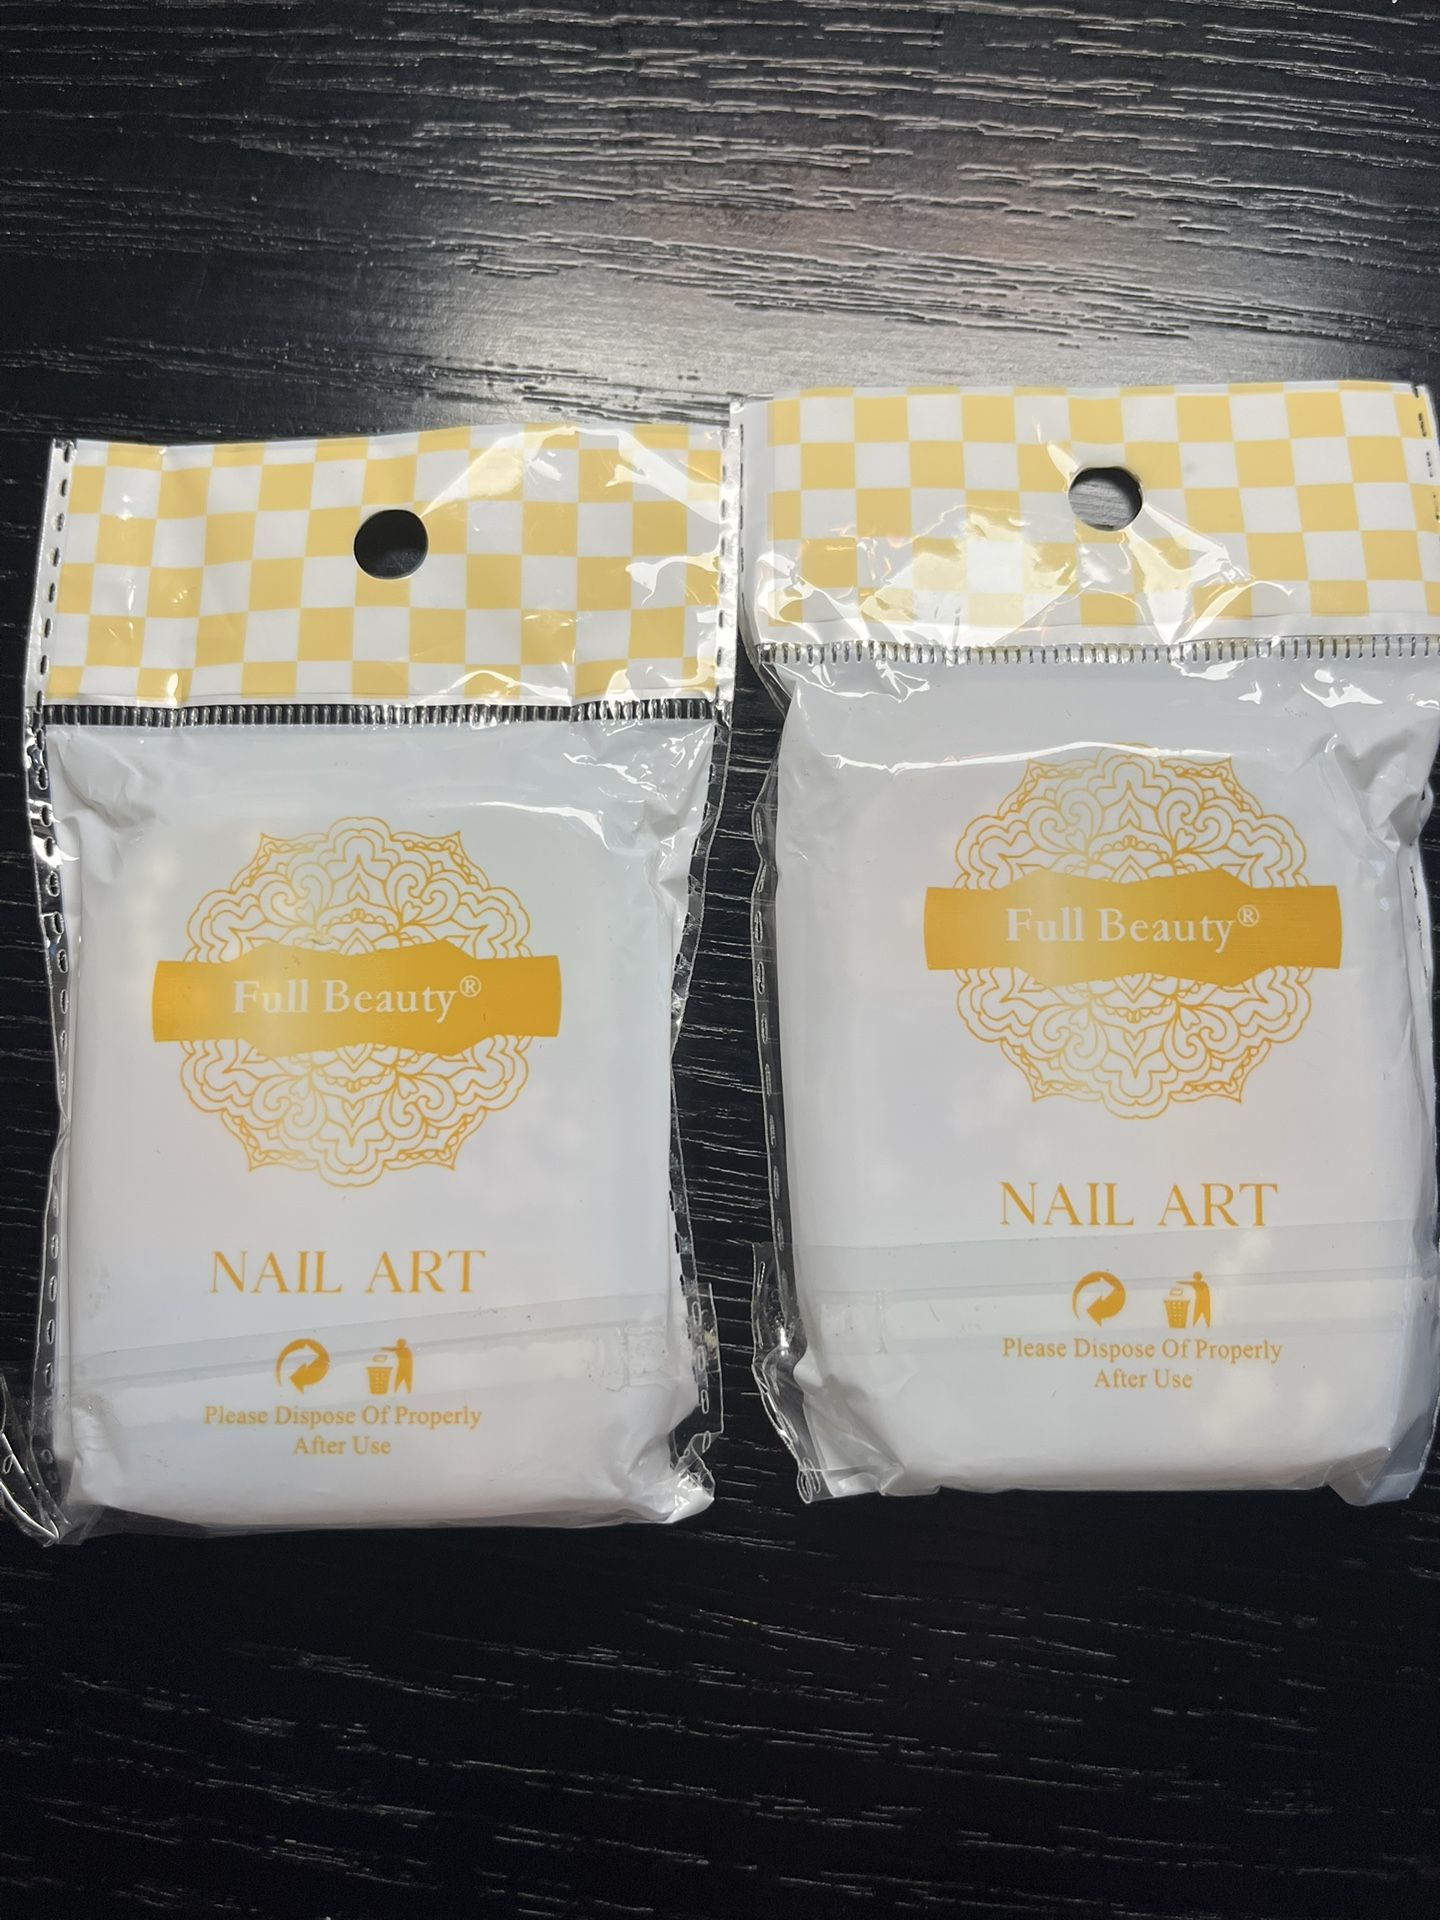 Full Beauty®
NAIL ART
Please Dispose Of Properly
After Use
Full Beauty®
NAIL ART
Please Dispose Of Properly
After Use